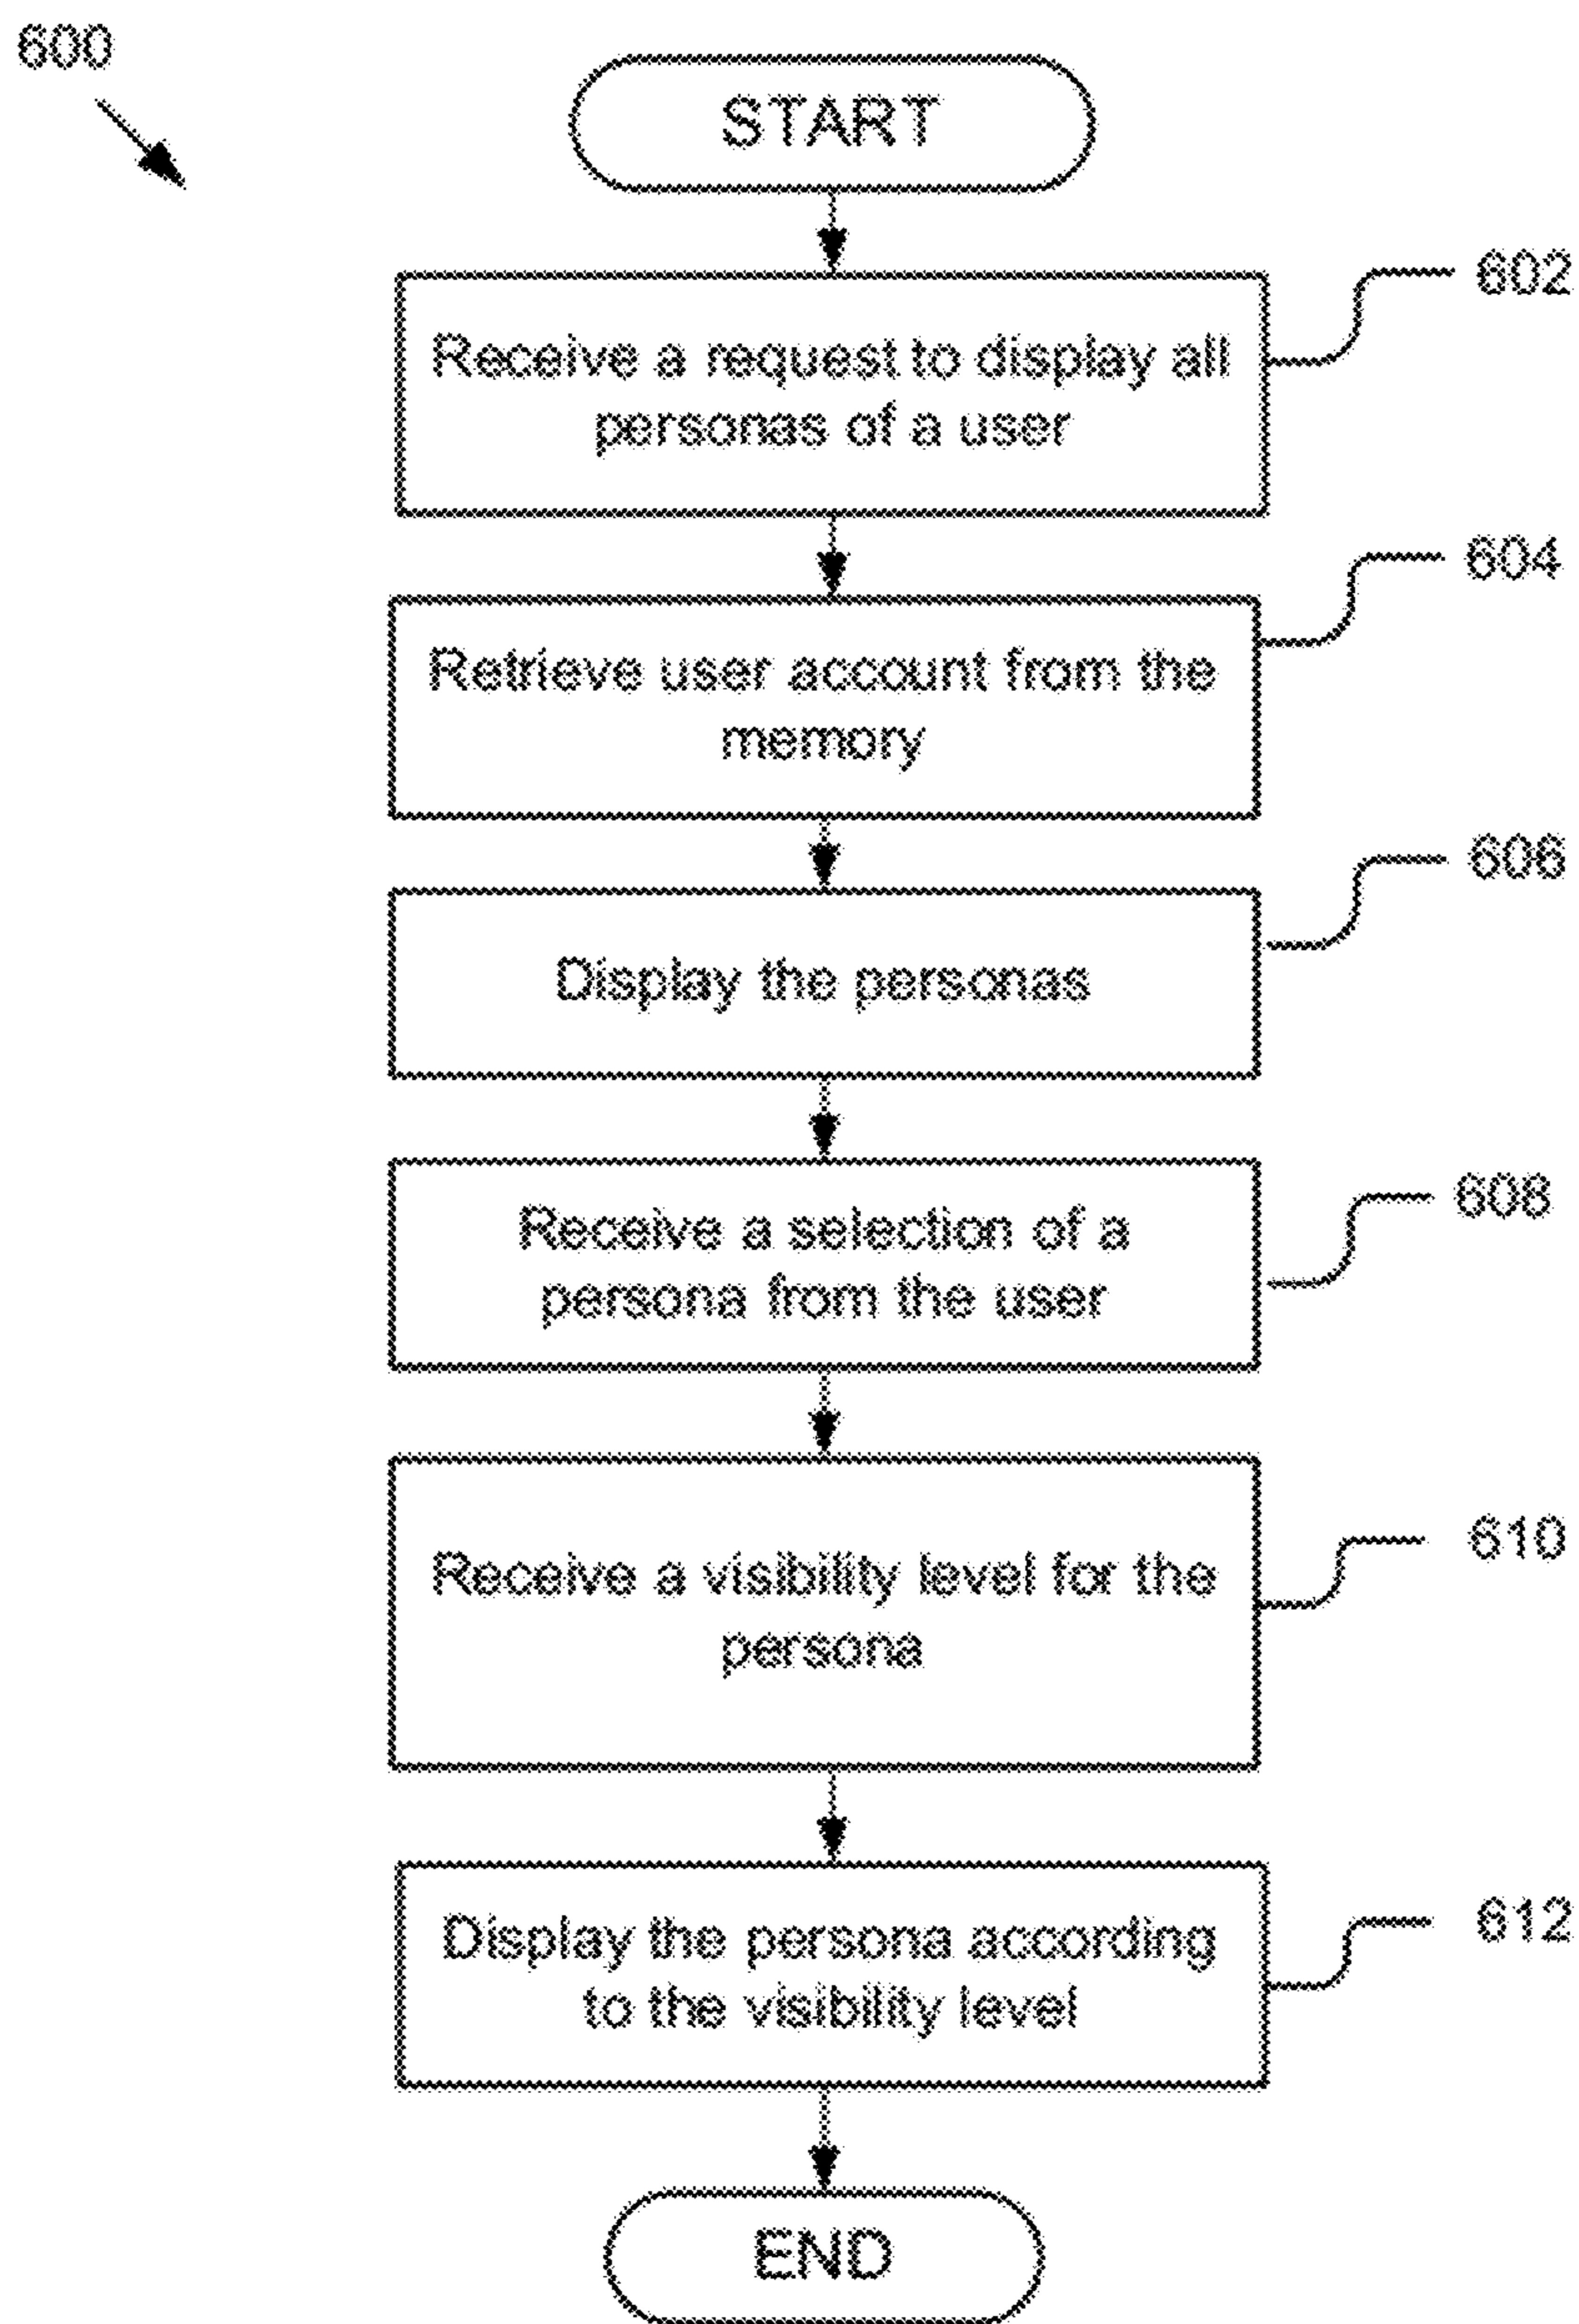 600
START
602
Receive a request to display all
personas of a user
604
Retrieve user account from the
memory
606
Display the personas
608
Receive a selection of a
persona from the user
610
Receive a visibility level for the
persona
612
Display the persona according
to the visibility level
END